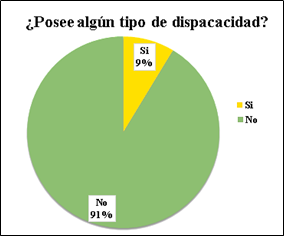 ¿Posee algún tipo de dispacacidad?
Si
9%
Si
No
No
91%